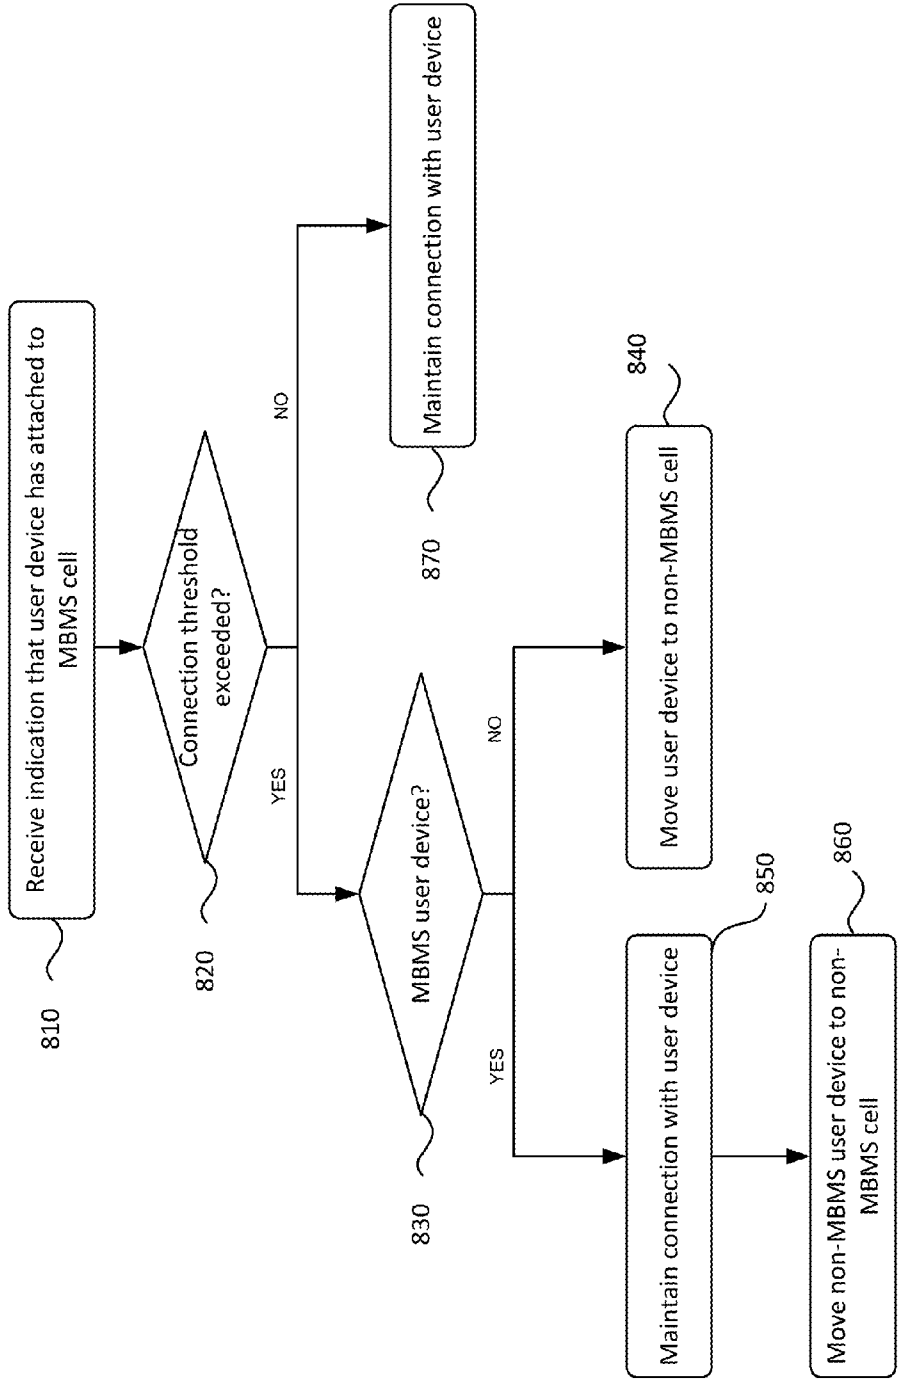 Receive indication that user device has attached to
MBMS cell
810
Connection threshold
exceeded?
820
YES
NO
MBMS user device?
830
Maintain connection with user device
870
YES
NO
Maintain connection with user device
850
Move user device to non-MBMS cell
840
Move non-MBMS user device to non-
MBMS cell
860